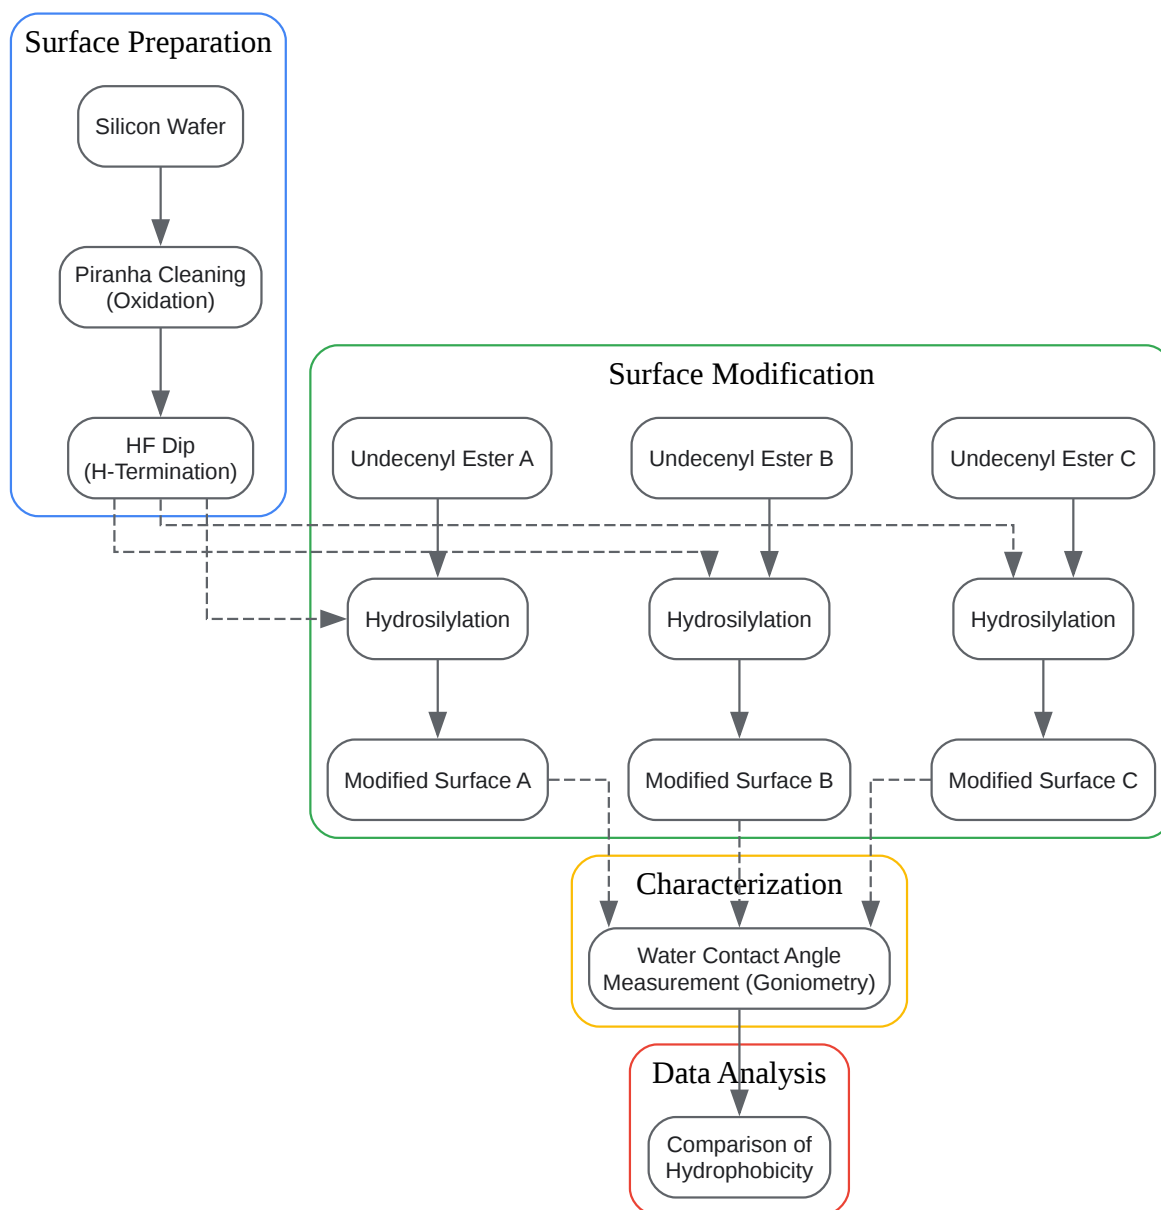 Surface Preparation
Silicon Wafer
Piranha Cleaning
(Oxidation)
HF Dip
(H-Termination)
Surface Modification
Undecenyl Ester A
Undecenyl Ester B
Undecenyl Ester C
Hydrosilylation
Hydrosilylation
Hydrosilylation
Modified Surface A
Modified Surface B
Modified Surface C
Characterization
Water Contact Angle
Measurement (Goniometry)
Data Analysis
Comparison of
Hydrophobicity